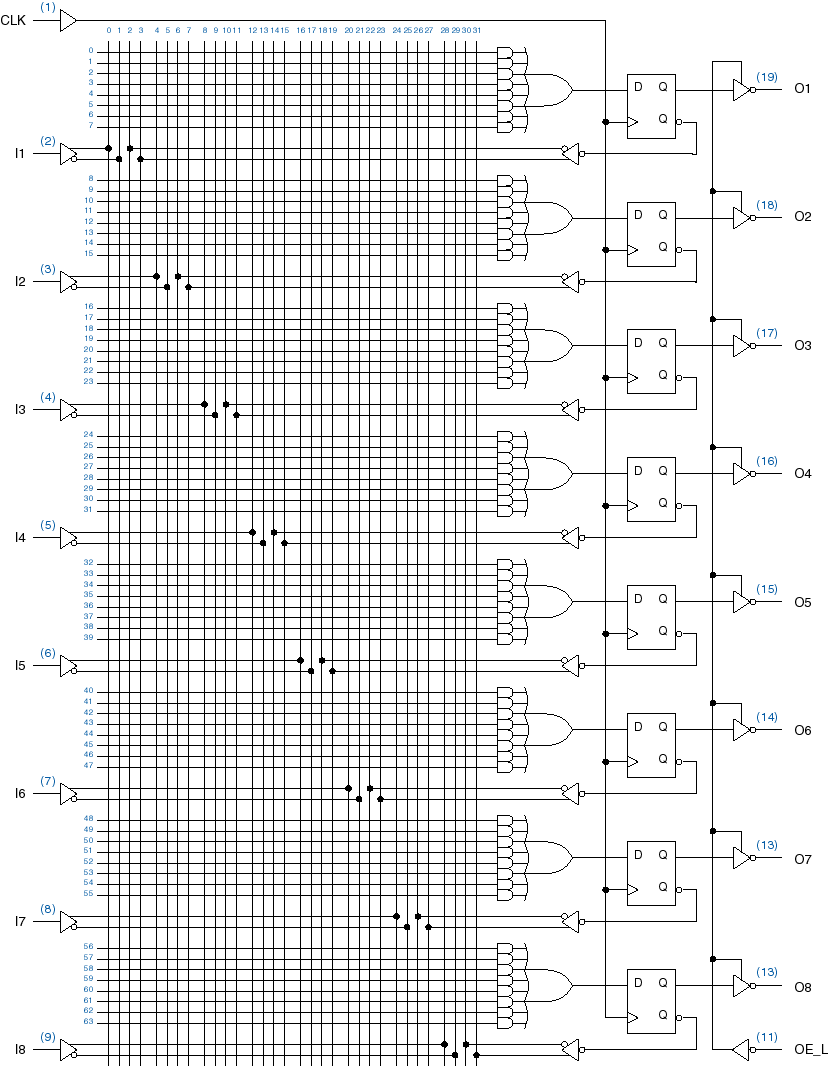 (1)
CLK
0 1 2 3 4 5 6 7 8 9 10 11 12 13 14 15 16 17 18 19 20 21 22 23 24 25 26 27 28 29 30 31
0
1
2
3
4
5
6
7
D Q
Q
(19)
O1
(2)
I1
8
9
10
11
12
13
14
15
D Q
Q
(18)
O2
(3)
I2
16
17
18
19
20
21
22
23
D Q
Q
(17)
O3
(4)
I3
24
25
26
27
28
29
30
31
D Q
Q
(16)
O4
(5)
I4
32
33
34
35
36
37
38
39
D Q
Q
(15)
O5
(6)
I5
40
41
42
43
44
45
46
47
D Q
Q
(14)
O6
(7)
I6
48
49
50
51
52
53
54
55
D Q
Q
(13)
O7
(8)
I7
56
57
58
59
60
61
62
63
D Q
Q
(13)
O8
(9)
I8
(11)
OE_L